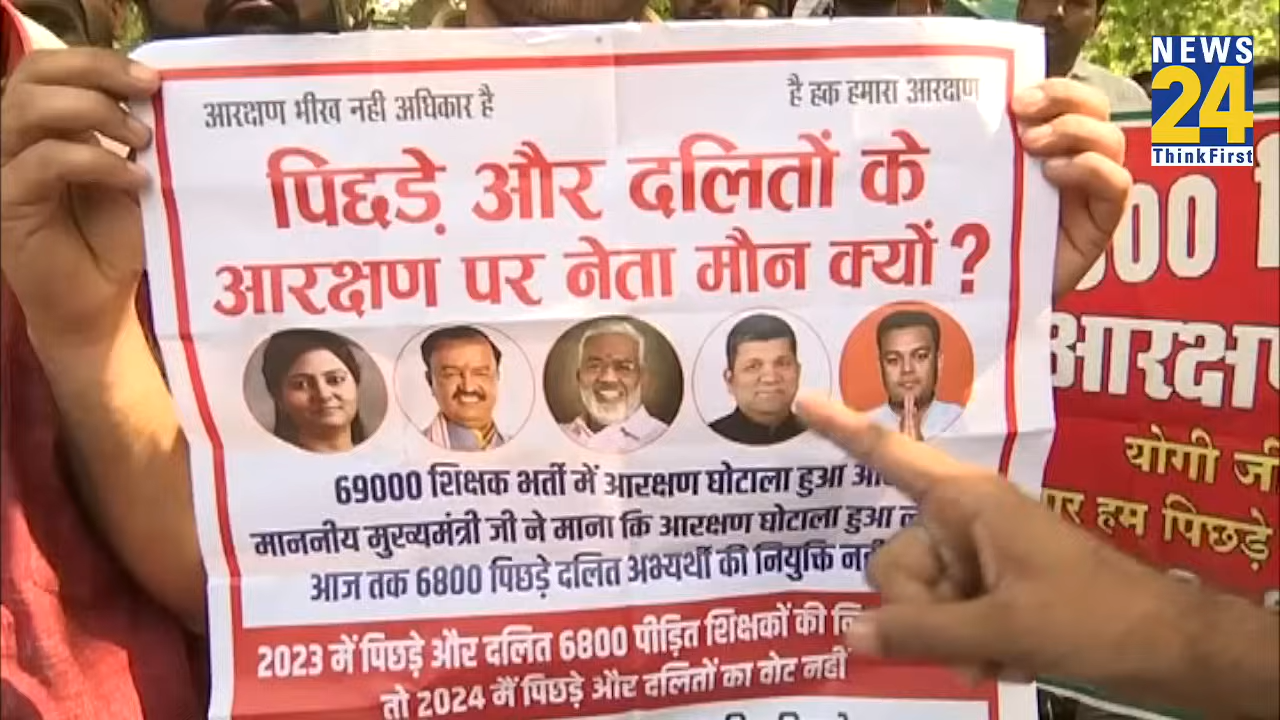 आरक्षण भीख नही अधिकार है
है हक हमारा आरक्षण
पिछड़े और दलितों के
आरक्षण पर नेता मौन क्यों ?
69000 शिक्षक भर्ती में आरक्षण घोटाला हुआ
माननीय मुख्यमंत्री जी ने माना कि आरक्षण घोटाला हुआ
आज तक 6800 पिछड़े दलित अभ्यर्थी की नियुक्ति
2023 में पिछड़े और दलित 6800 पीड़ित शिक्षकों की
तो 2024 में पिछड़े और दलितों का वोट नहीं
NEWS
24
ThinkFirst
योगी जी
पर हम पिछड़े